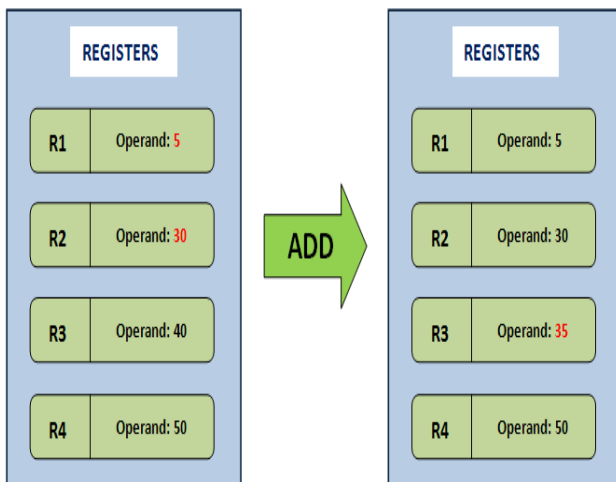 REGISTERS
R1 Operand: 5
R2 Operand: 30
R3 Operand: 40
R4 Operand: 50
ADD
REGISTERS
R1 Operand: 5
R2 Operand: 30
R3 Operand: 35
R4 Operand: 50